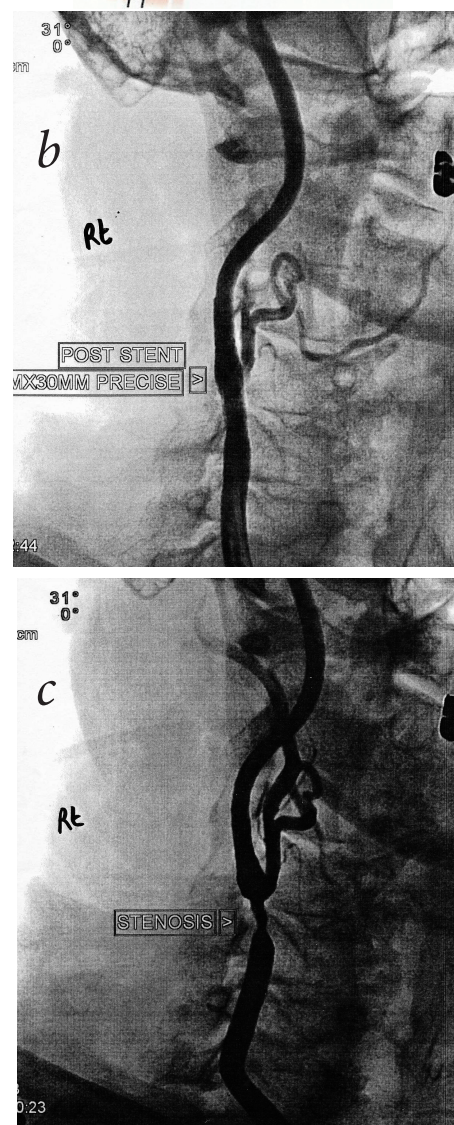 31°
0°
cm
b
Rt
POST STENT
MX30MM PRECISE >
:44
31°
0°
cm
c
Rt
STENOSIS >
0:23